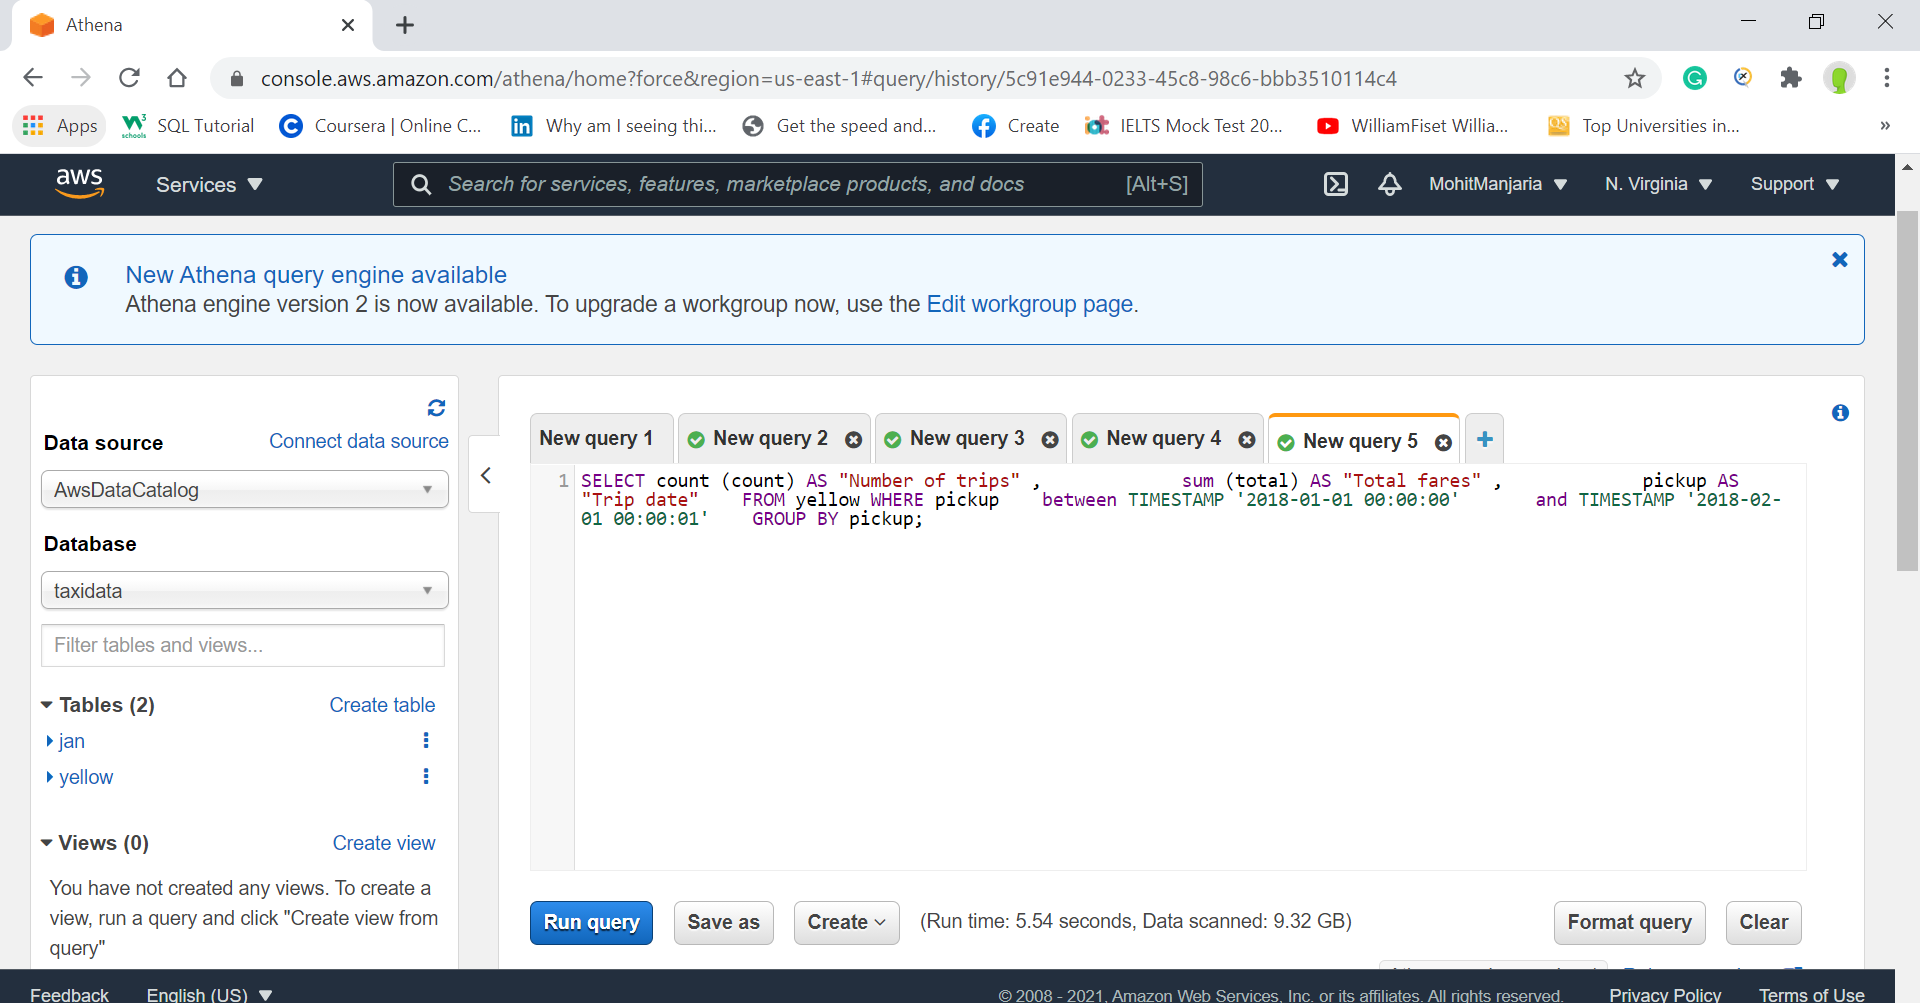 Athena
console.aws.amazon.com/athena/home?force&region=us-east-1#query/history/5c91e944-0233-45c8-98c6-bbb3510114c4
Apps
w3 schools
SQL Tutorial
Coursera | Online C...
Why am I seeing thi...
Get the speed and...
Create
IELTS Mock Test 20...
WilliamFiset Willia...
QS
Top Universities in...
»
aws
Services
Search for services, features, marketplace products, and docs
[Alt+S]
MohitManjaria
N. Virginia
Support
New Athena query engine available
Athena engine version 2 is now available. To upgrade a workgroup now, use the Edit workgroup page.
Data source
Connect data source
AwsDataCatalog
Database
taxidata
Filter tables and views...
Tables (2)
Create table
jan
yellow
Views (0)
Create view
You have not created any views. To create a
view, run a query and click "Create view from
query"
New query 1
New query 2
New query 3
New query 4
New query 5
1 SELECT count (count) AS "Number of trips" , sum (total) AS "Total fares" , pickup AS
"Trip date" FROM yellow WHERE pickup between TIMESTAMP '2018-01-01 00:00:00' and TIMESTAMP '2018-02-
01 00:00:01' GROUP BY pickup;
Run query
Save as
Create
(Run time: 5.54 seconds, Data scanned: 9.32 GB)
Format query
Clear
Feedback
English (US)
© 2008 - 2021, Amazon Web Services, Inc. or its affiliates. All rights reserved.
Privacy Policy
Terms of Use